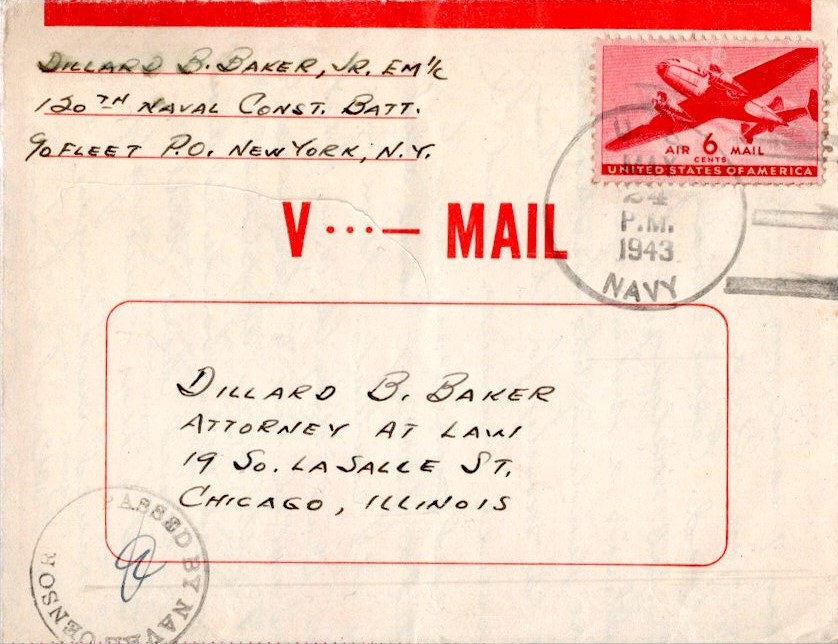 DILLARD B. BAKER, JR. EM 1/c
120TH NAVAL CONST. BATT.
℅ FLEET P.O. NEW YORK, N.Y.
AIR 6 MAIL
CENTS
UNITED STATES OF AMERICA
U.S.
MAY
24
P.M.
1943
NAVY
V ···— MAIL
DILLARD B. BAKER
ATTORNEY AT LAW
19 SO. LA SALLE ST.
CHICAGO, ILLINOIS
PASSED BY NAVAL CENSOR